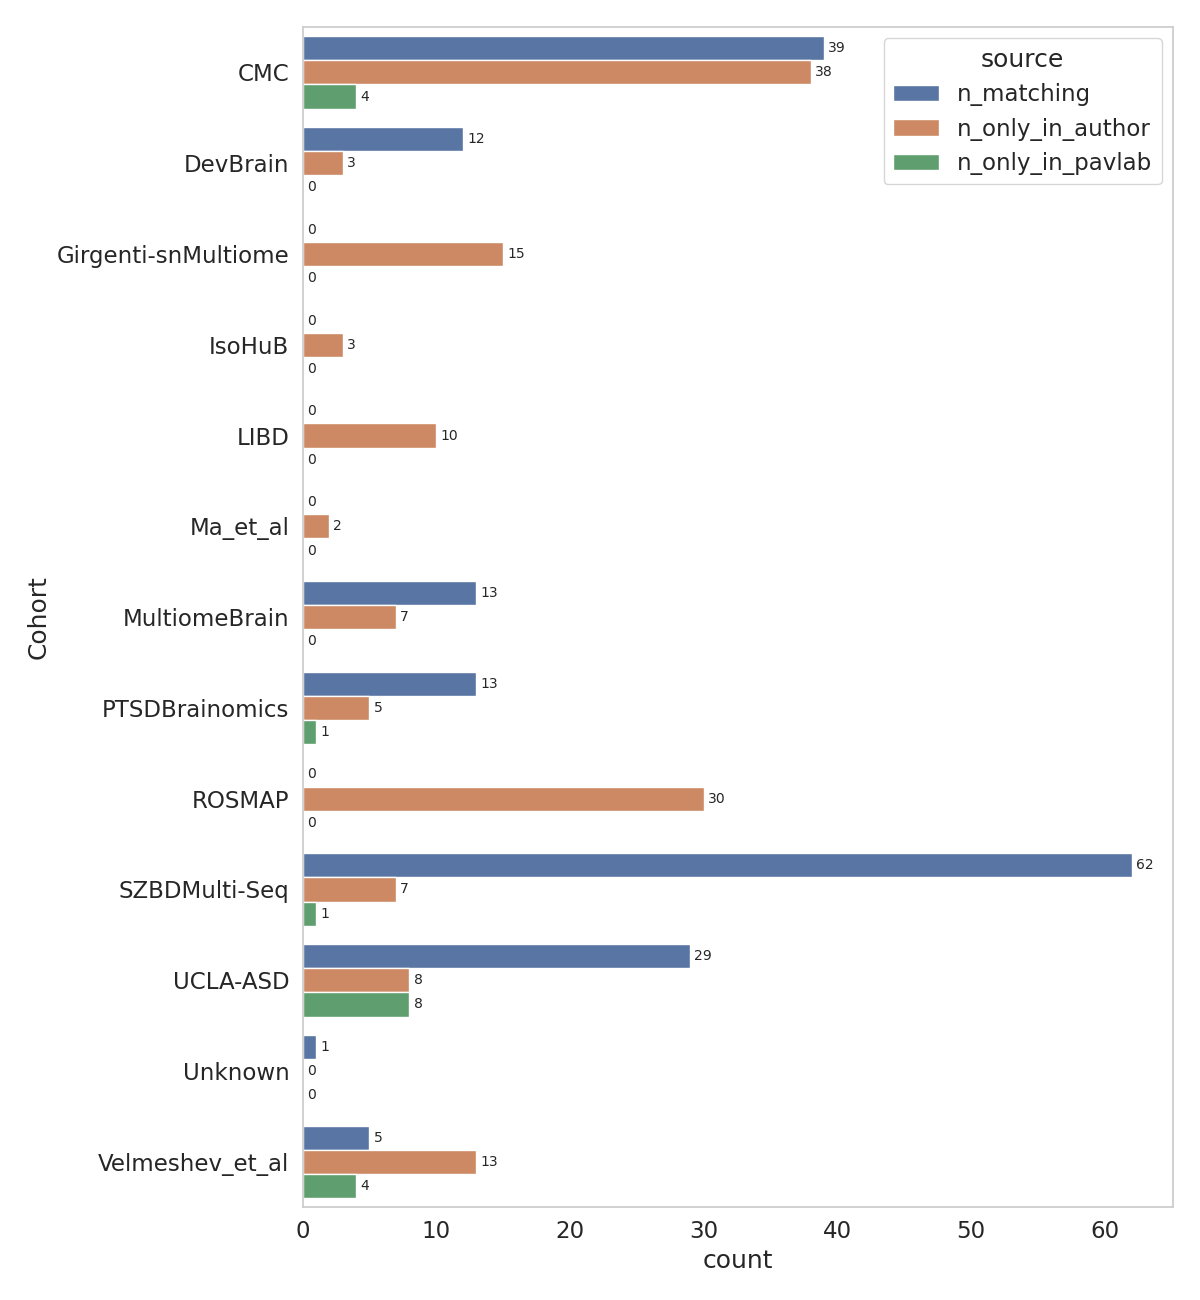 source
n_matching
n_only_in_author
n_only_in_pavlab
Cohort
CMC
39
38
4
DevBrain
12
3
0
Girgenti-snMultiome
0
15
0
IsoHuB
0
3
0
LIBD
0
10
0
Ma_et_al
0
2
0
MultiomeBrain
13
7
0
PTSDBrainomics
13
5
1
ROSMAP
0
30
0
SZBDMulti-Seq
62
7
1
UCLA-ASD
29
8
8
Unknown
1
0
0
Velmeshev_et_al
5
13
4
0 10 20 30 40 50 60
count